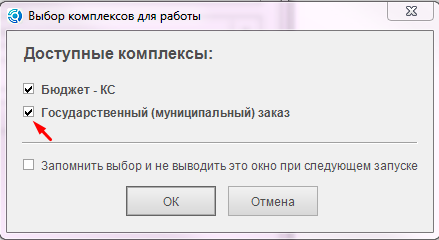 Выбор комплексов для работы
Доступные комплексы:
Бюджет - КС
Государственный (муниципальный) заказ
Запомнить выбор и не выводить это окно при следующем запуске
ОК
Отмена